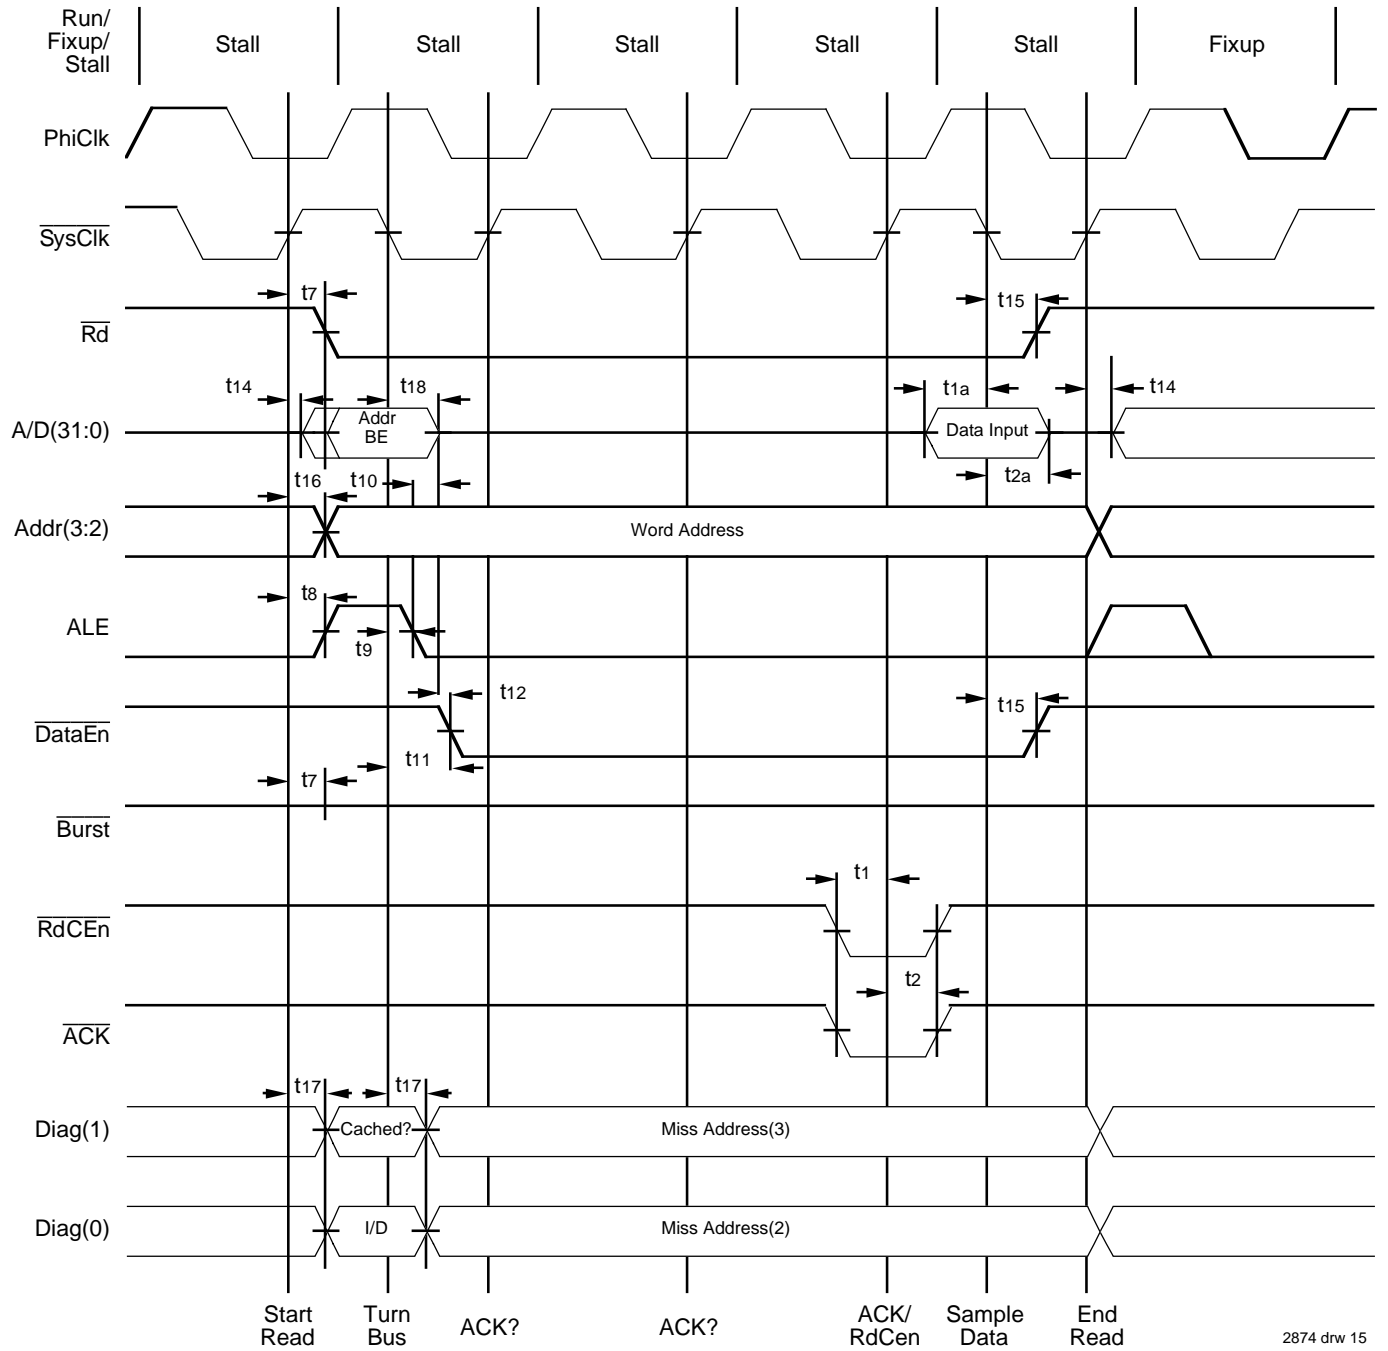 Run/
Fixup/
Stall
Stall
Stall
Stall
Stall
Stall
Fixup
PhiClk
SysClk
t7
t15
Rd
t14
t18
t1a
t14
A/D(31:0)
Addr
BE
Data Input
t16
t10
t2a
Addr(3:2)
Word Address
t8
ALE
t9
t12
t15
DataEn
t11
t7
Burst
t1
RdCEn
t2
ACK
t17
t17
Diag(1)
Cached?
Miss Address(3)
Diag(0)
I/D
Miss Address(2)
Start
Read
Turn
Bus
ACK?
ACK?
ACK/
RdCen
Sample
Data
End
Read
2874 drw 15